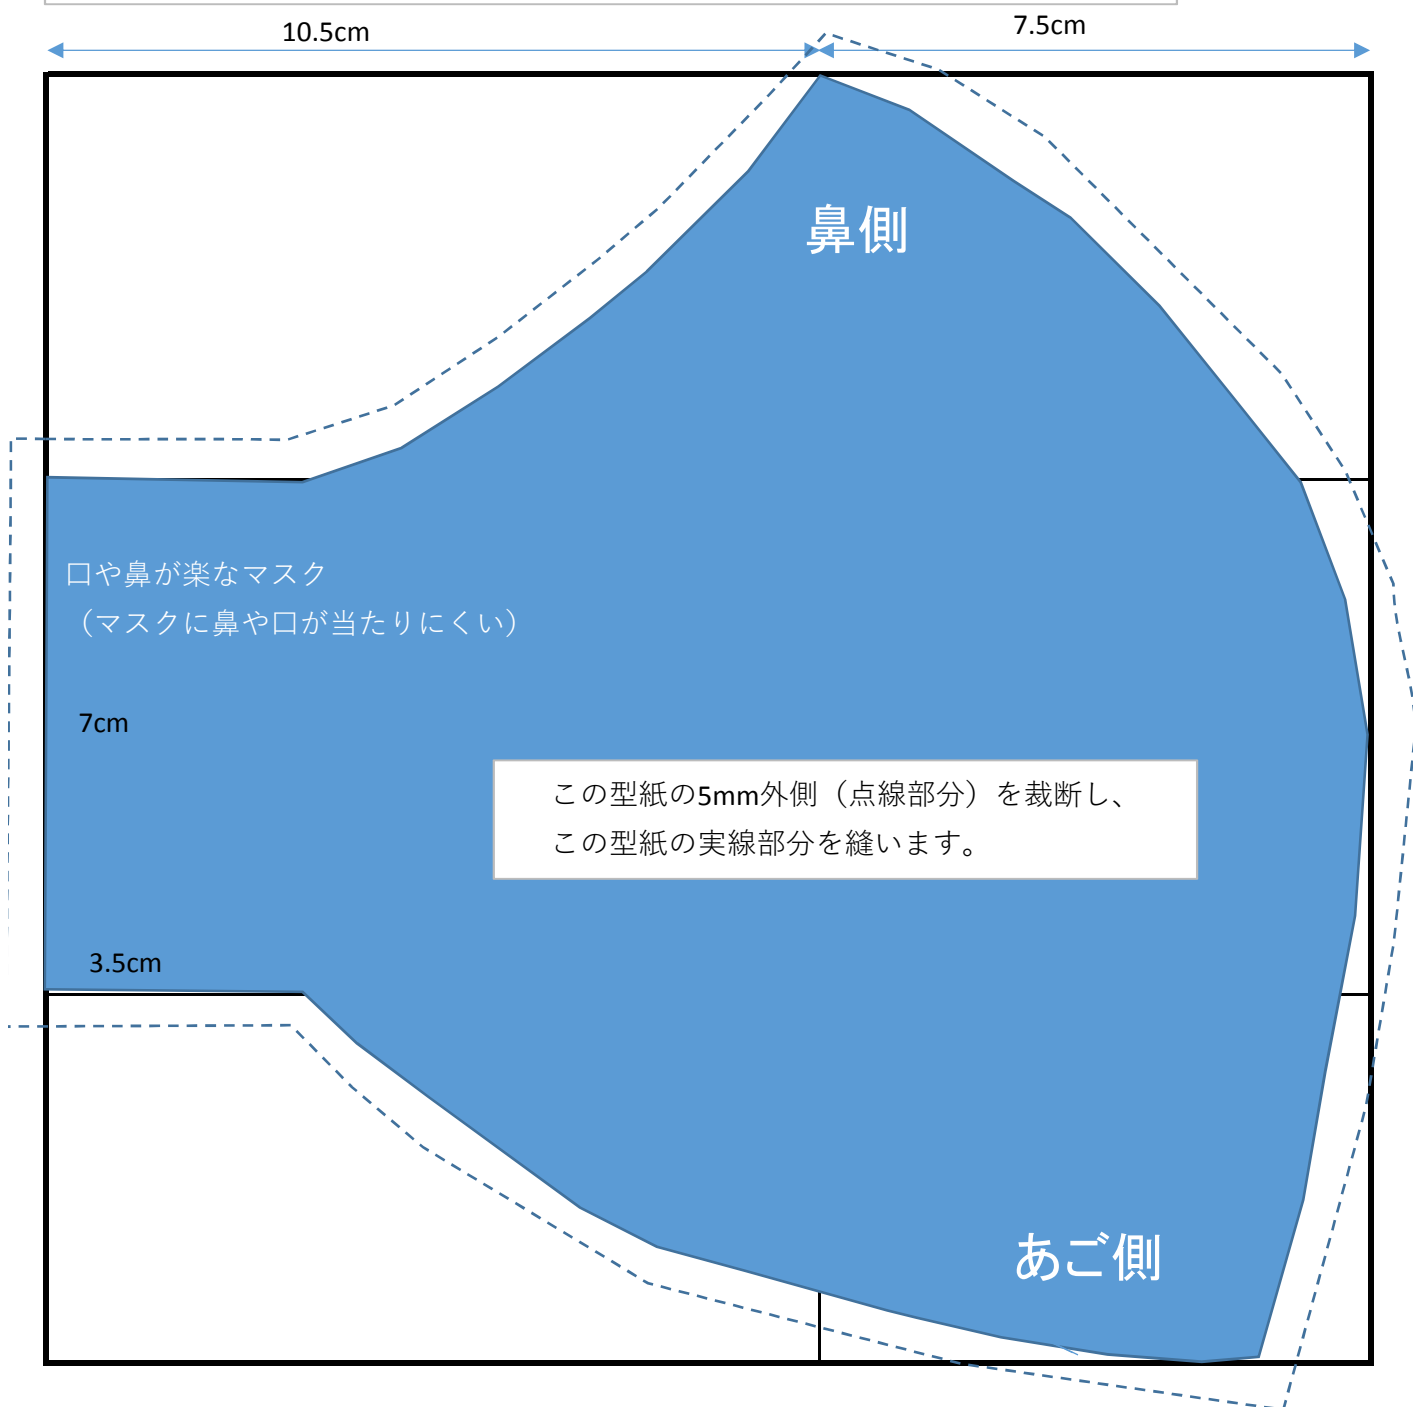 10.5cm
7.5cm
鼻側
口や鼻が楽なマスク
（マスクに鼻や口が当たりにくい）
7cm
この型紙の5mm外側（点線部分）を裁断し、
この型紙の実線部分を縫います。
3.5cm
あご側